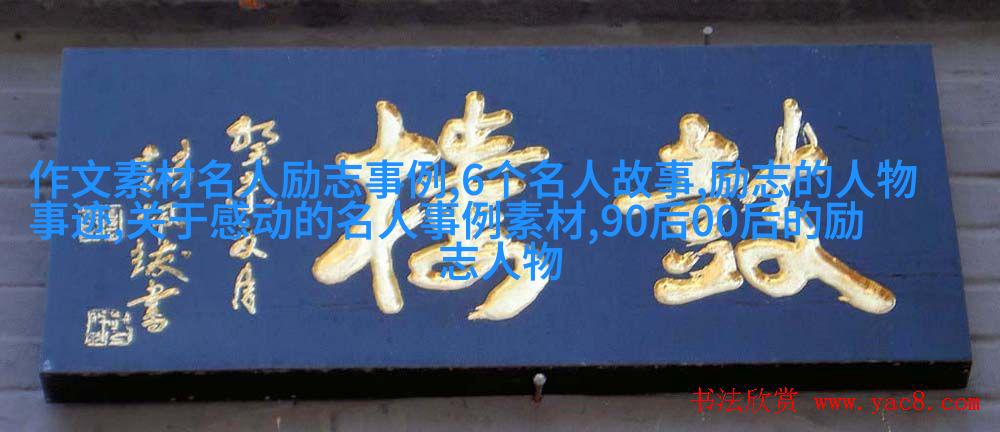 鼓樓
作文素材名人励志事例,6个名人故事,励志的人物
事迹,关于感动的名人事例素材,90后00后的励
志人物
书法欣赏 www.yac8.com